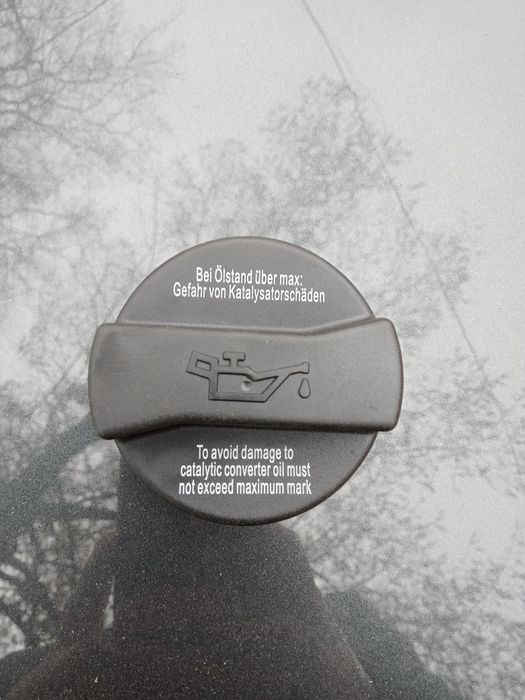 Bei Ölstand über max:
Gefahr von Katalysatorschäden
To avoid damage to
catalytic converter oil must
not exceed maximum mark